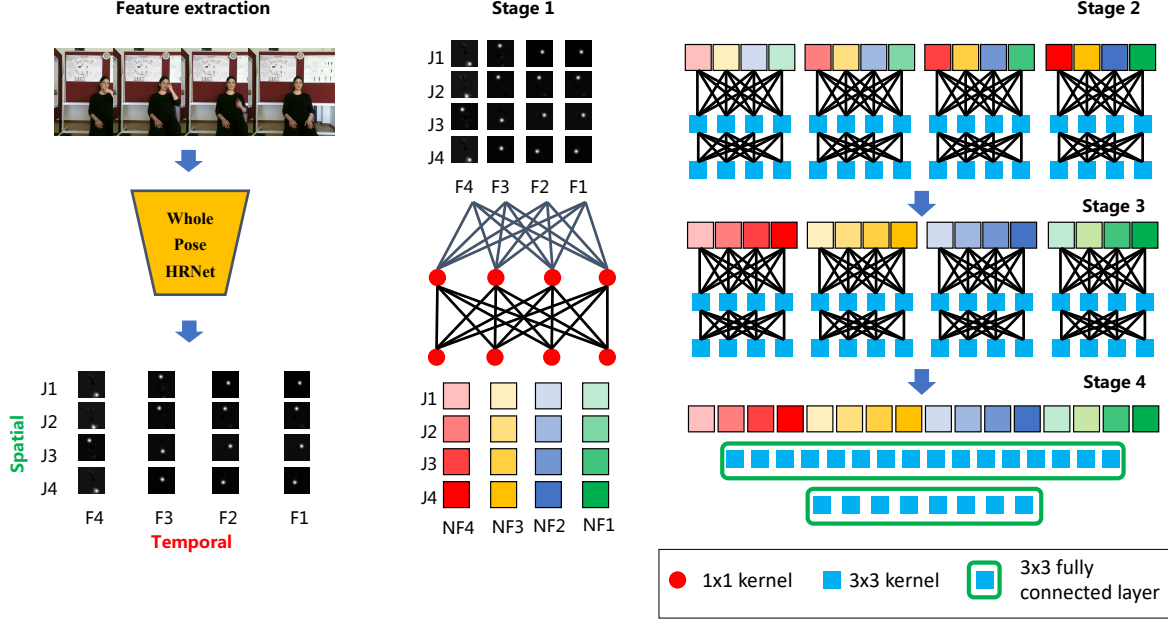 Feature extraction
Whole
Pose
HRNet
Spatial
J1
J2
J3
J4
F4 F3 F2 F1
Temporal
Stage 1
J1
J2
J3
J4
F4 F3 F2 F1
J1
J2
J3
J4
NF4 NF3 NF2 NF1
Stage 2
Stage 3
Stage 4
1x1 kernel
3x3 kernel
3x3 fully
connected layer